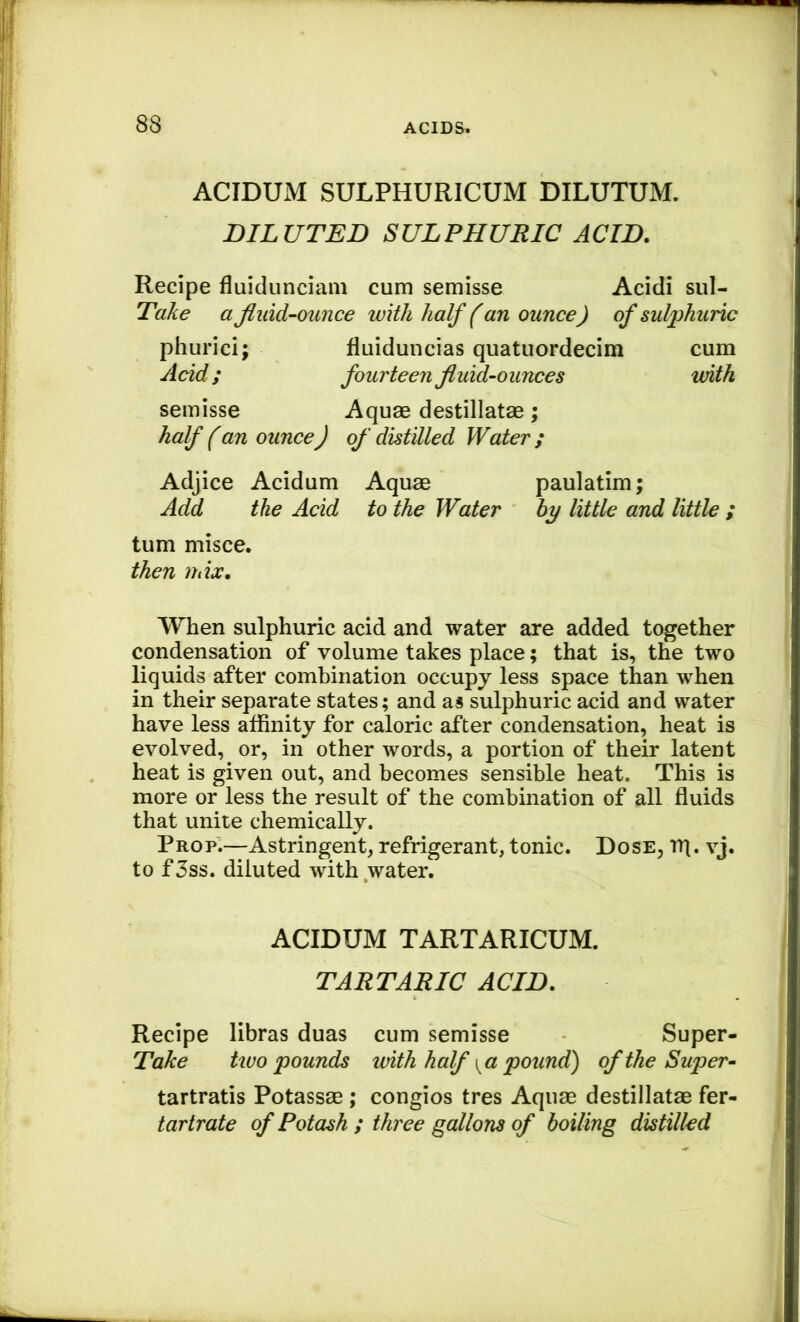 88 ACIDS.
ACIDUM SULPHURICUM DILUTUM.
DILUTED SULPHURIC ACID.
Recipe fluidunciam cum semisse Acidi sul-
Take a fluid-ounce with half (an ounce) of sulphuric
phurici; fluiduncias quatuordecim cum
Acid; fourteen fluid-ounces with
semisse Aquæ destillatæ;
half (an ounce) of distilled Water;
Adjice Acidum Aquæ paulatim;
Add the Acid to the Water by little and little;
tum misce.
then mix.
When sulphuric acid and water are added together
condensation of volume takes place; that is, the two
liquids after combination occupy less space than when
in their separate states; and as sulphuric acid and water
have less affinity for caloric after condensation, heat is
evolved, or, in other words, a portion of their latent
heat is given out, and becomes sensible heat. This is
more or less the result of the combination of all fluids
that unite chemically.
PROP.—Astringent, refrigerant, tonic. DOSE, ♏. vj.
to fʒss. diluted with water.
ACIDUM TARTARICUM.
TARTARIC ACID.
Recipe libras duas cum semisse Super-
Take two pounds with half (a pound) of the Super-
tartratis Potassæ; congios tres Aquæ destillatæ fer-
tartrate of Potash; three gallons of boiling distilled